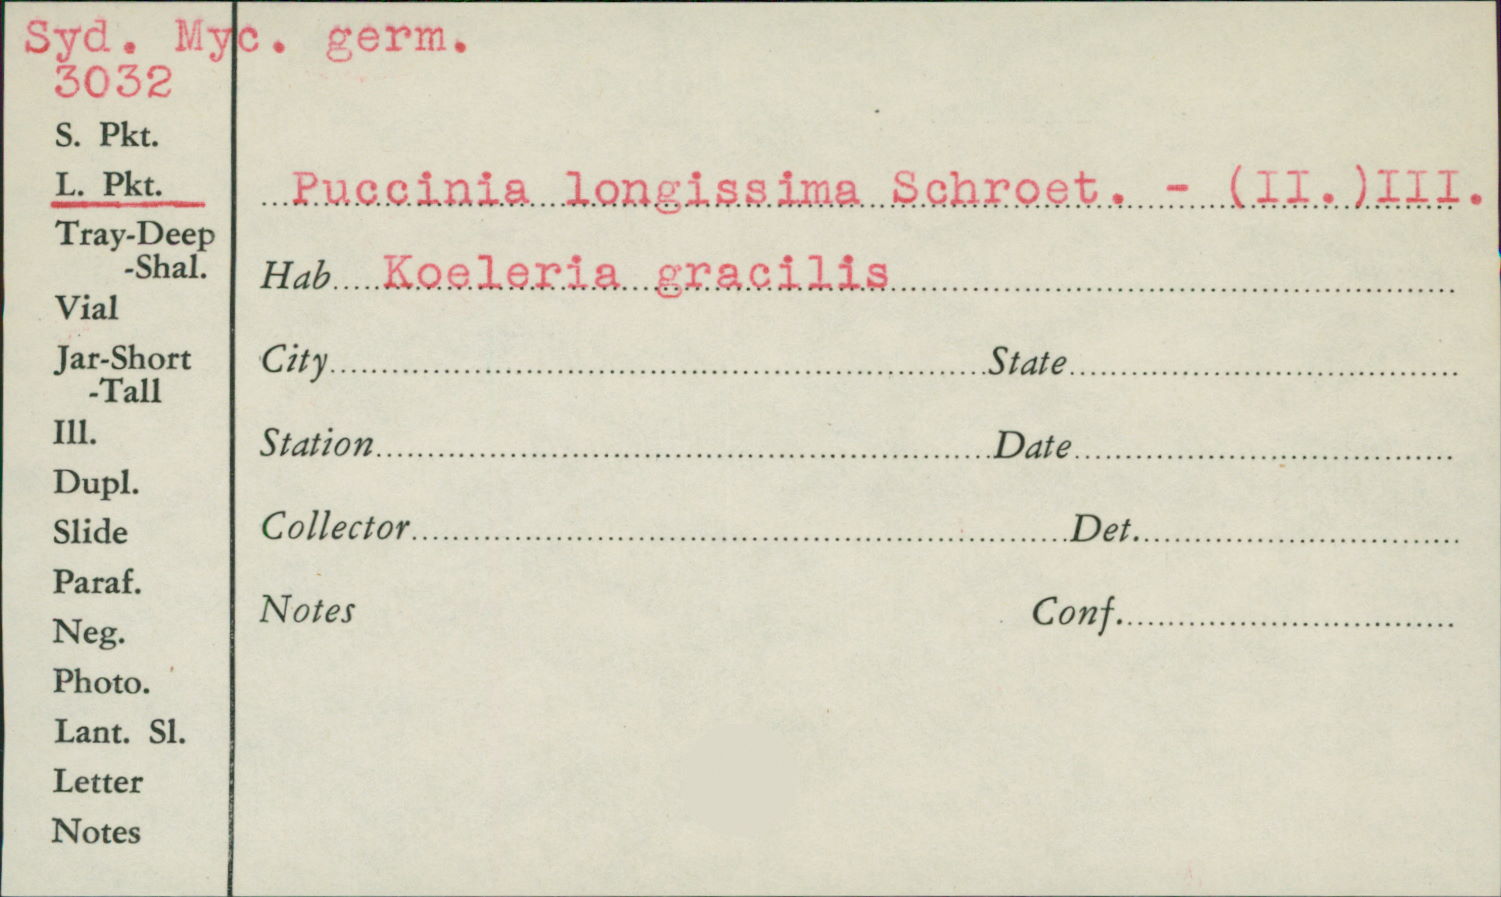 Syd. Myc. germ.
3032
S. Pkt.
L. Pkt.
Tray-Deep
-Shal.
Vial
Jar-Short
-Tall
Ill.
Dupl.
Slide
Paraf.
Neg.
Photo.
Lant. Sl.
Letter
Notes
Puccinia longissima Schroet. - (II.)III.
Hab Koeleria gracilis
City State
Station Date
Collector Det.
Notes Conf.